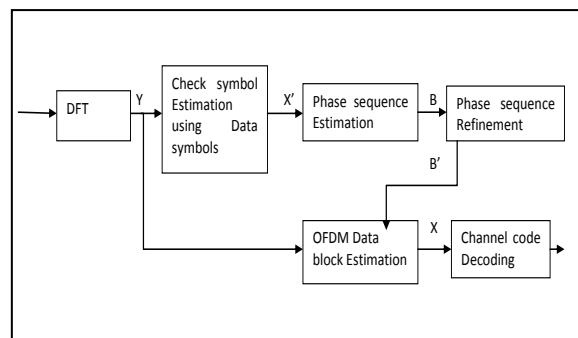 DFT
Y
Check symbol
Estimation
using Data
symbols
X'
Phase sequence
Estimation
B
Phase sequence
Refinement
B'
OFDM Data
block Estimation
X
Channel code
Decoding